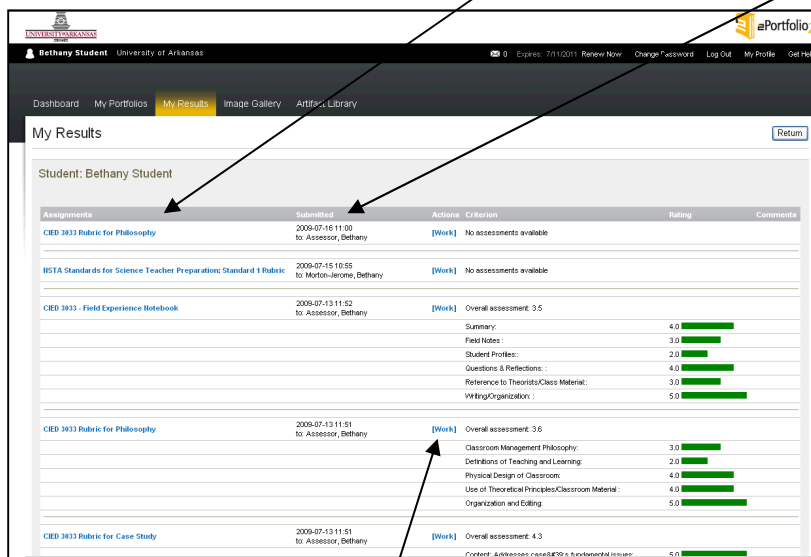 UNIVERSITY OF ARKANSAS
ePortfolio
Bethany Student University of Arkansas
0 Expires: 7/11/2011 Renew Now Change Password Log Out My Profile Get Hel
Dashboard My Portfolios My Results Image Gallery Artifact Library
My Results
Return
Student: Bethany Student
Assignments Submitted Actions Criterion Rating Comments
CIED 3033 Rubric for Philosophy 2009-07-16 11:00 [Work] No assessments available
to: Assessor, Bethany
NSTA Standards for Science Teacher Preparation; Standard 1 Rubric 2009-07-15 10:55 [Work] No assessments available
to: Morton-Jerome, Bethany
CIED 3033 - Field Experience Notebook 2009-07-13 11:52 [Work] Overall assessment: 3.5
to: Assessor, Bethany
Summary: 4.0
Field Notes : 3.0
Student Profiles:: 2.0
Questions & Reflections: : 4.0
Reference to Theorists/Class Material:: 3.0
Writing/Organization: : 5.0
CIED 3033 Rubric for Philosophy 2009-07-13 11:51 [Work] Overall assessment: 3.6
to: Assessor, Bethany
Classroom Management Philosophy: 3.0
Definitions of Teaching and Learning: 2.0
Physical Design of Classroom: 4.0
Use of Theoretical Principles/Classroom Material : 4.0
Organization and Editing: 5.0
CIED 3033 Rubric for Case Study 2009-07-13 11:51 [Work] Overall assessment: 4.3
to: Assessor, Bethany
Content: Addresses case&#39;s fundamental issues: 5.0